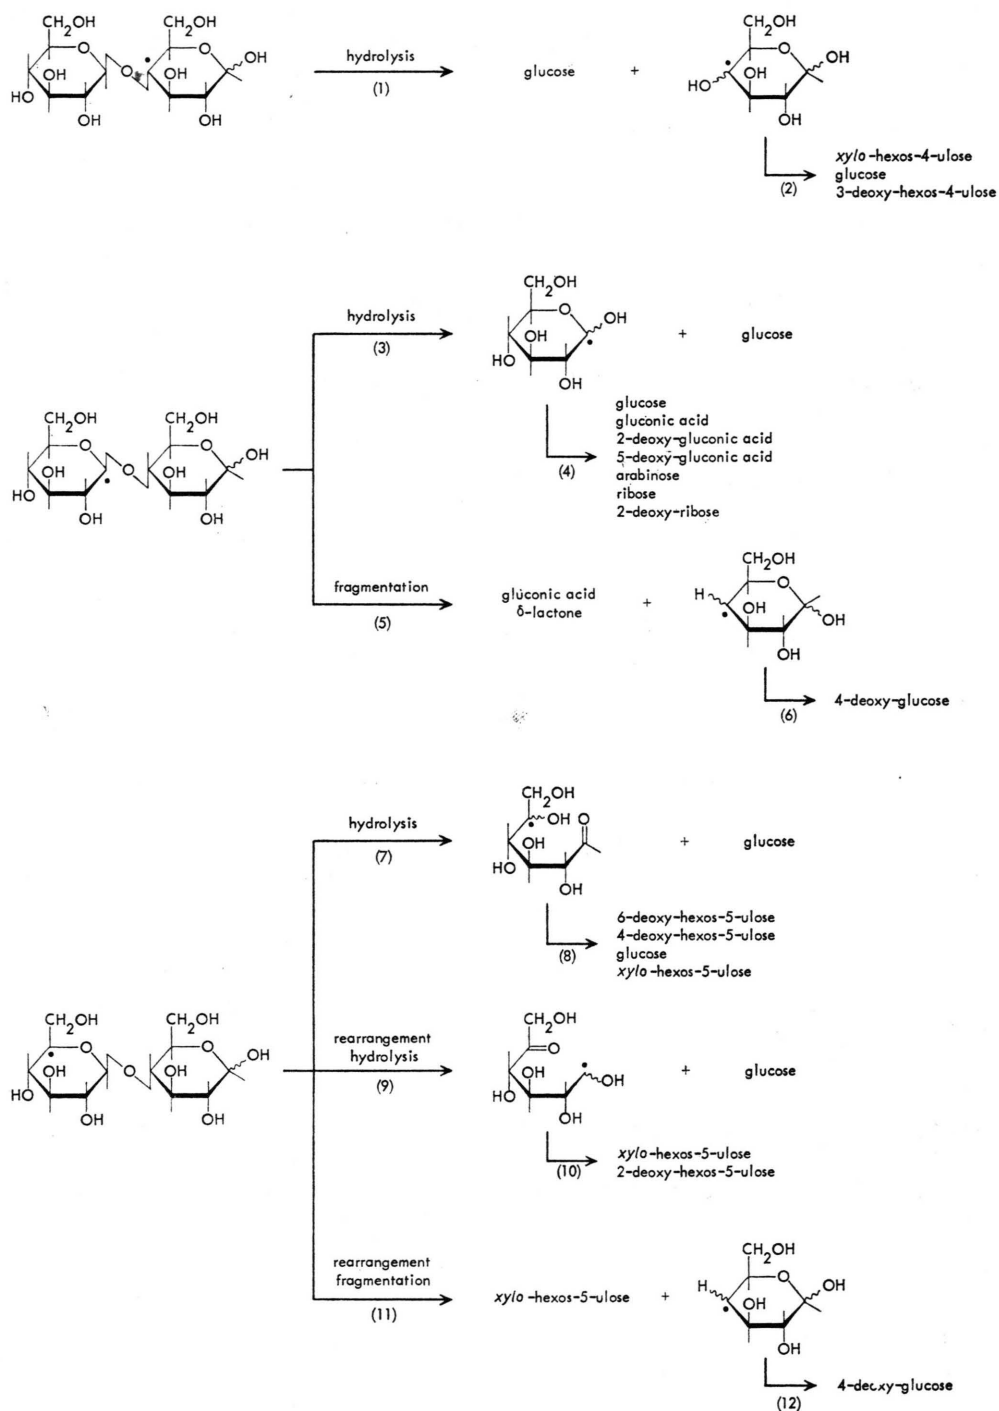 CH2OH CH2OH
O O OH
OH O OH
HO
OH OH
hydrolysis
(1)
glucose +
CH2OH
O OH
OH
HO
OH
(2)
xylo-hexos-4-ulose
glucose
3-deoxy-hexos-4-ulose
CH2OH CH2OH
O O OH
OH O OH
HO
OH OH
hydrolysis
(3)
CH2OH
O OH
OH
HO
OH
+ glucose
(4)
glucose
gluconic acid
2-deoxy-gluconic acid
5-deoxy-gluconic acid
arabinose
ribose
2-deoxy-ribose
fragmentation
(5)
gluconic acid
δ-lactone
+
CH2OH
H O
OH OH
OH
(6)
4-deoxy-glucose
CH2OH CH2OH
O O OH
OH O OH
HO
OH OH
hydrolysis
(7)
CH2OH
OH O
OH
HO
OH
+ glucose
(8)
6-deoxy-hexos-5-ulose
4-deoxy-hexos-5-ulose
glucose
xylo-hexos-5-ulose
rearrangement
hydrolysis
(9)
CH2OH
O
OH OH
HO
OH
+ glucose
(10)
xylo-hexos-5-ulose
2-deoxy-hexos-5-ulose
rearrangement
fragmentation
(11)
xylo-hexos-5-ulose +
CH2OH
H O OH
OH
OH
(12)
4-deoxy-glucose